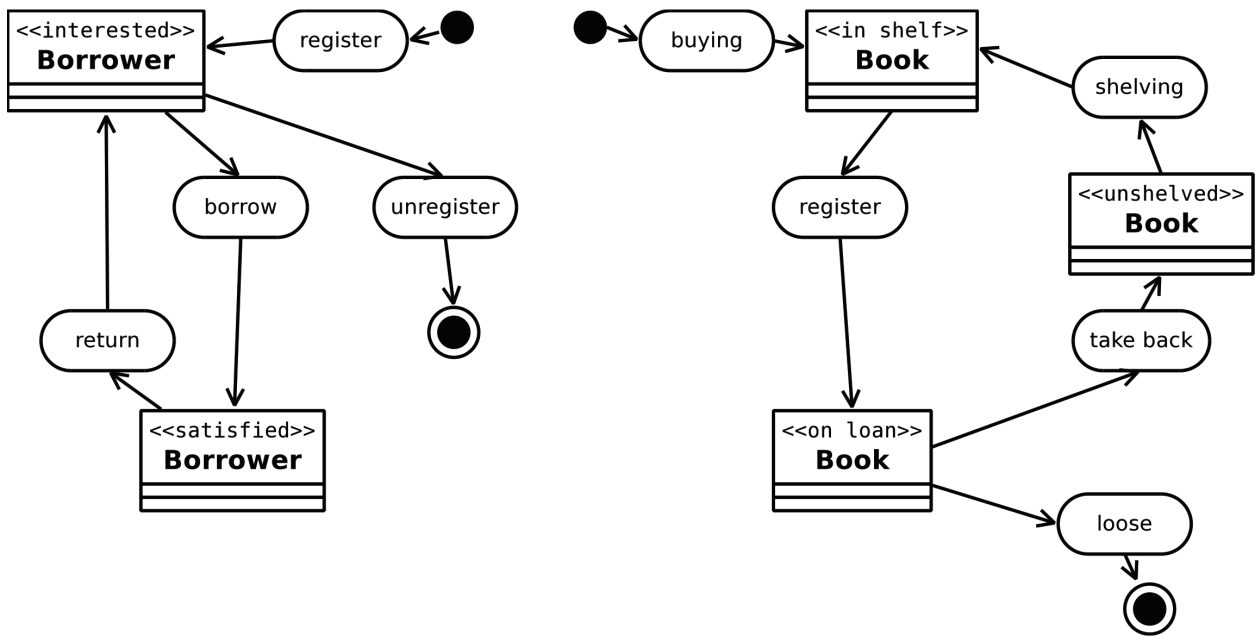 <<interested>>
Borrower
register
borrow
unregister
return
<<satisfied>>
Borrower
buying
<<in shelf>>
Book
shelving
register
<<unshelved>>
Book
take back
<<on loan>>
Book
loose